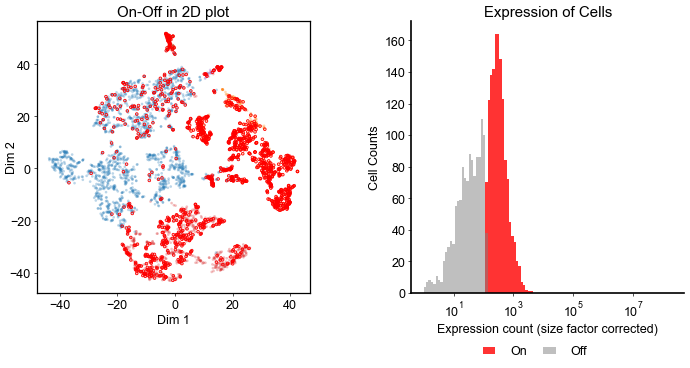 On-Off in 2D plot
Dim 2
40
20
0
−20
−40
−40 −20 0 20 40
Dim 1
Expression of Cells
Cell Counts
160
140
120
100
80
60
40
20
0
10^1 10^3 10^5 10^7
Expression count (size factor corrected)
On Off